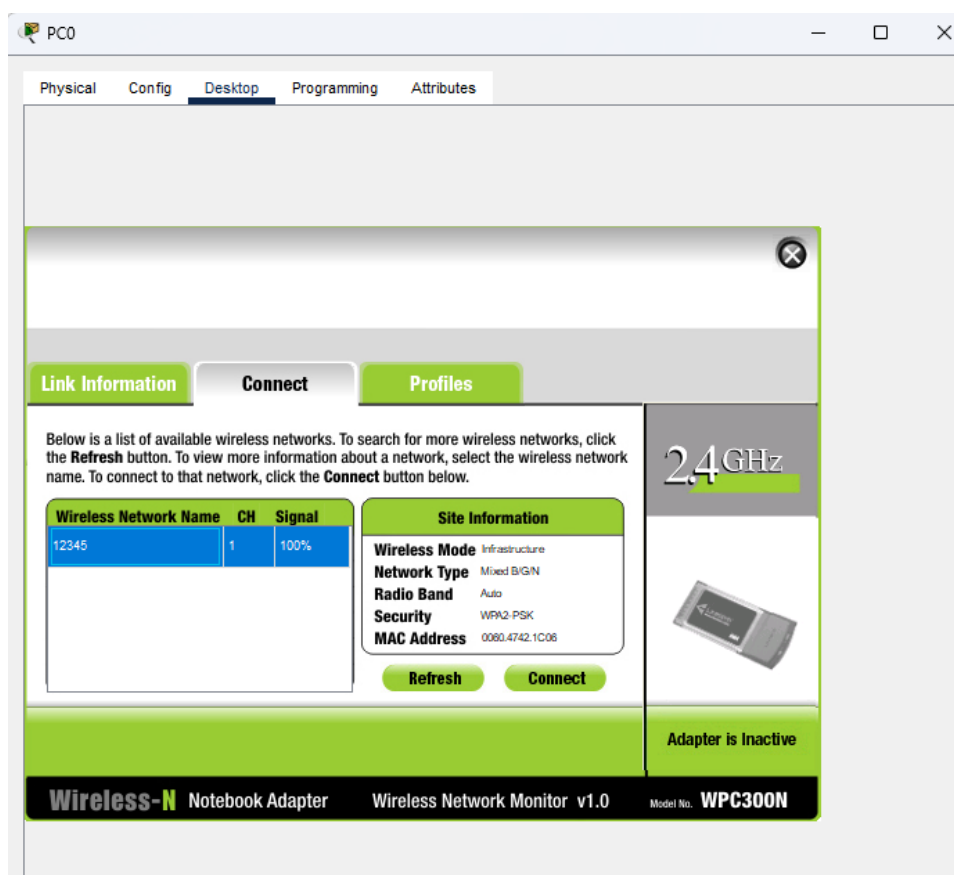 PC0
Physical Config Desktop Programming Attributes
Link Information Connect Profiles
Below is a list of available wireless networks. To search for more wireless networks, click
the Refresh button. To view more information about a network, select the wireless network
name. To connect to that network, click the Connect button below.
2.4GHz
Wireless Network Name CH Signal
12345 1 100%
Site Information
Wireless Mode Infrastructure
Network Type Mixed B/G/N
Radio Band Auto
Security WPA2-PSK
MAC Address 0060.4742.1C06
Refresh Connect
Adapter is Inactive
Wireless-N Notebook Adapter Wireless Network Monitor v1.0 Model No. WPC300N